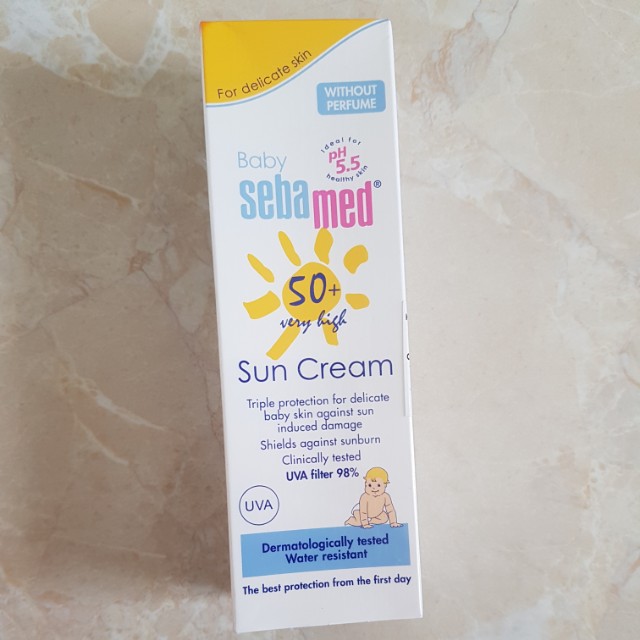 For delicate skin
WITHOUT
PERFUME
ideal for
pH
5.5
healthy skin
Baby
sebamed®
50+
very high
Sun Cream
Triple protection for delicate
baby skin against sun
induced damage
Shields against sunburn
Clinically tested
UVA filter 98%
UVA
Dermatologically tested
Water resistant
The best protection from the first day